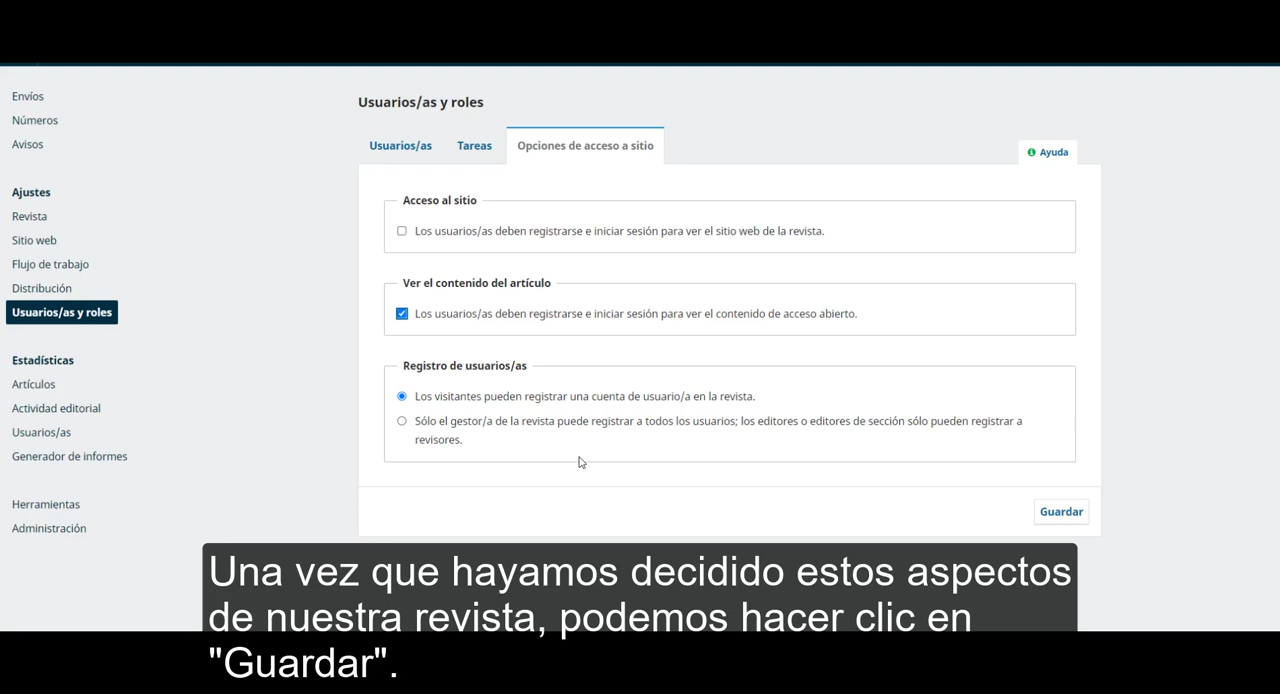 Envíos
Números
Avisos
Ajustes
Revista
Sitio web
Flujo de trabajo
Distribución
Usuarios/as y roles
Estadísticas
Artículos
Actividad editorial
Usuarios/as
Generador de informes
Herramientas
Administración
Usuarios/as y roles
Usuarios/as
Tareas
Opciones de acceso a sitio
Ayuda
Acceso al sitio
Los usuarios/as deben registrarse e iniciar sesión para ver el sitio web de la revista.
Ver el contenido del artículo
Los usuarios/as deben registrarse e iniciar sesión para ver el contenido de acceso abierto.
Registro de usuarios/as
Los visitantes pueden registrar una cuenta de usuario/a en la revista.
Sólo el gestor/a de la revista puede registrar a todos los usuarios; los editores o editores de sección sólo pueden registrar a
revisores.
Guardar
Una vez que hayamos decidido estos aspectos
de nuestra revista, podemos hacer clic en
"Guardar".